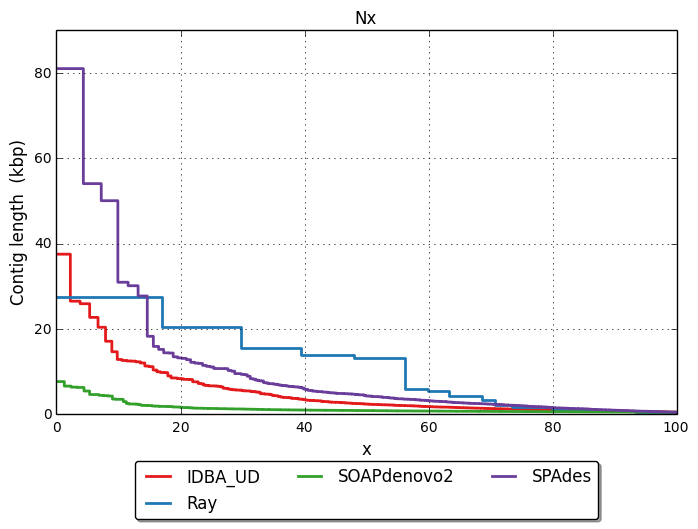 Nx
80
60
40
20
0
Contig length (kbp)
0 20 40 60 80 100
x
IDBA_UD SOAPdenovo2 SPAdes
Ray